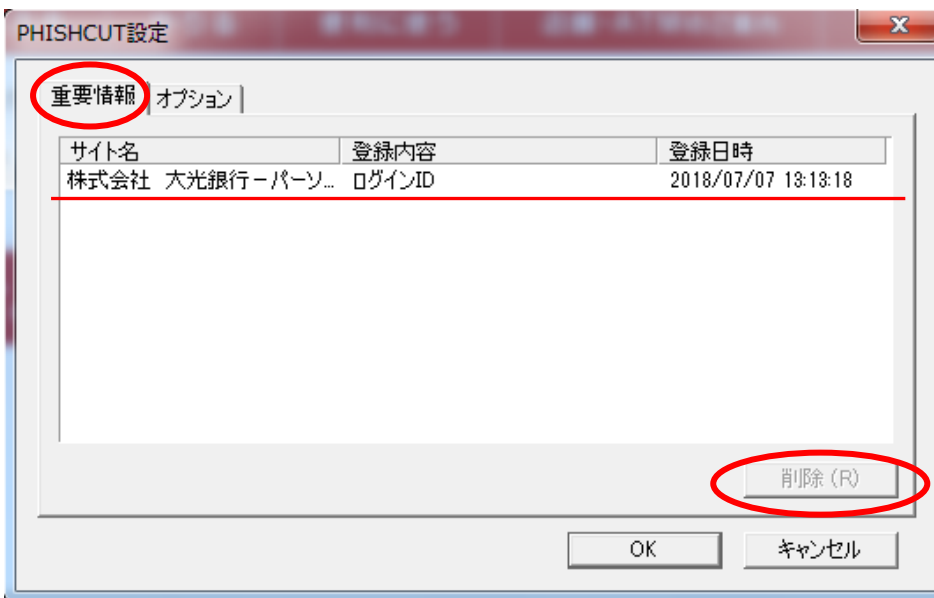 PHISHCUT設定
重要情報 オプション
サイト名 登録内容 登録日時
株式会社 大光銀行－パーソ... ログインID 2018/07/07 13:13:18
削除(R)
OK キャンセル